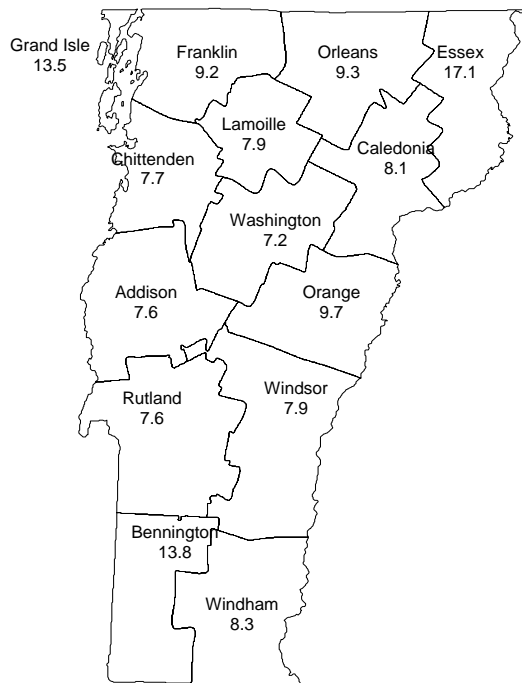 Grand Isle
13.5
Franklin
9.2
Orleans
9.3
Essex
17.1
Lamoille
7.9
Caledonia
8.1
Chittenden
7.7
Washington
7.2
Addison
7.6
Orange
9.7
Rutland
7.6
Windsor
7.9
Bennington
13.8
Windham
8.3